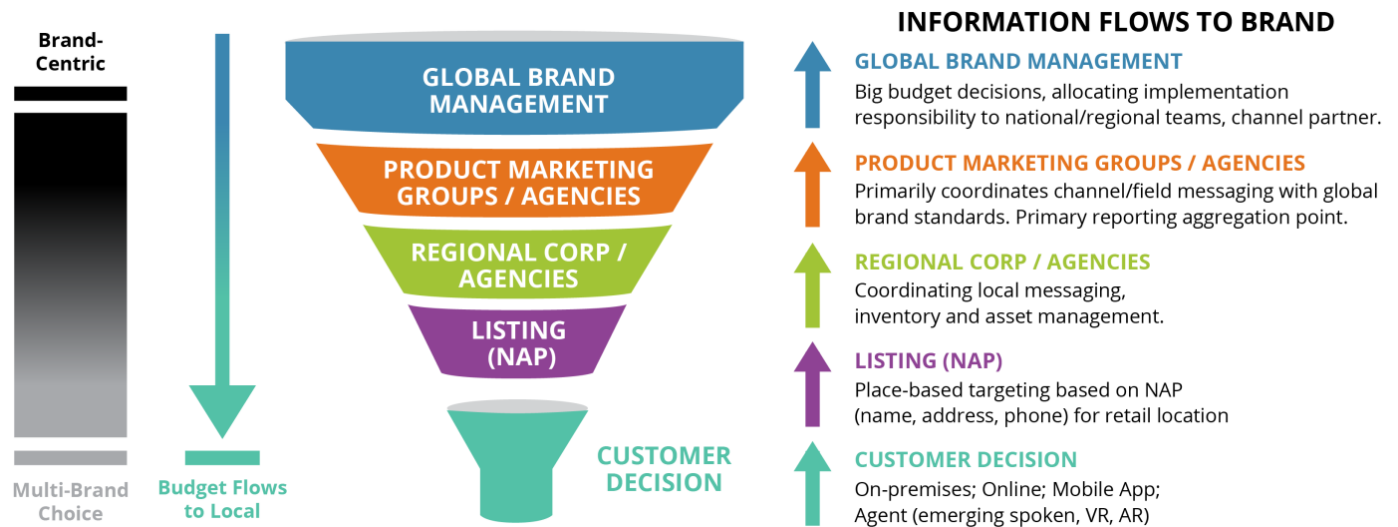 Brand-
Centric
Multi-Brand
Choice
Budget Flows
to Local
GLOBAL BRAND
MANAGEMENT
PRODUCT MARKETING
GROUPS / AGENCIES
REGIONAL CORP /
AGENCIES
LISTING
(NAP)
CUSTOMER
DECISION
INFORMATION FLOWS TO BRAND
GLOBAL BRAND MANAGEMENT
Big budget decisions, allocating implementation
responsibility to national/regional teams, channel partner.
PRODUCT MARKETING GROUPS / AGENCIES
Primarily coordinates channel/field messaging with global
brand standards. Primary reporting aggregation point.
REGIONAL CORP / AGENCIES
Coordinating local messaging,
inventory and asset management.
LISTING (NAP)
Place-based targeting based on NAP
(name, address, phone) for retail location
CUSTOMER DECISION
On-premises; Online; Mobile App;
Agent (emerging spoken, VR, AR)